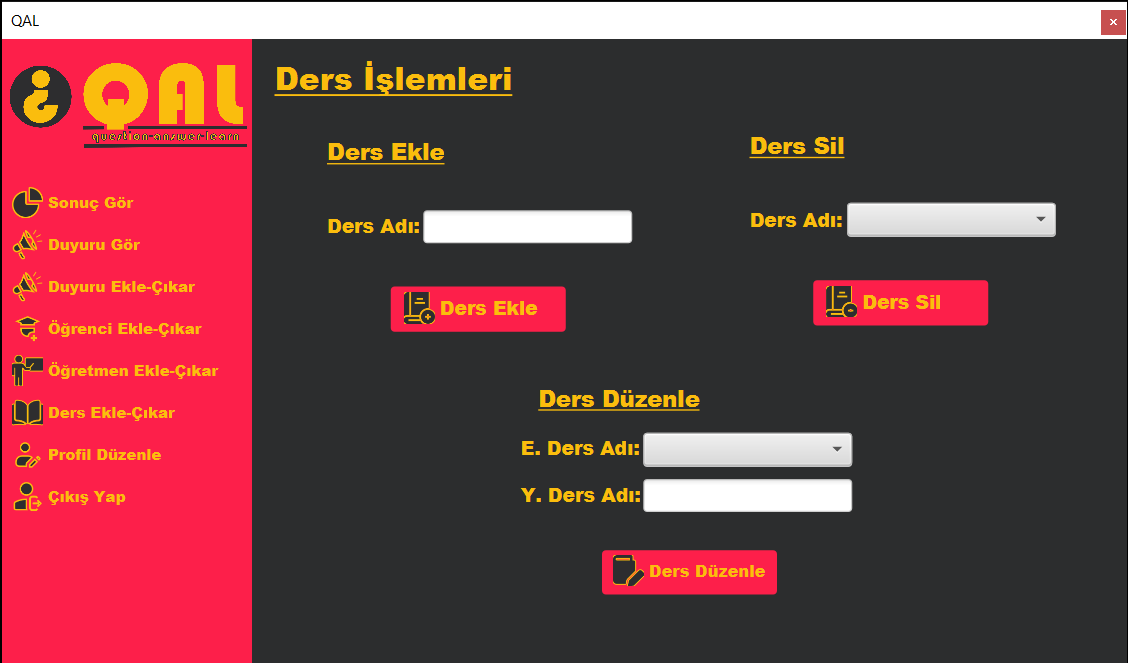 QAL
QAL
question-answer-learn
Sonuç Gör
Duyuru Gör
Duyuru Ekle-Çıkar
Öğrenci Ekle-Çıkar
Öğretmen Ekle-Çıkar
Ders Ekle-Çıkar
Profil Düzenle
Çıkış Yap
Ders İşlemleri
Ders Ekle
Ders Adı:
Ders Ekle
Ders Sil
Ders Adı:
Ders Sil
Ders Düzenle
E. Ders Adı:
Y. Ders Adı:
Ders Düzenle